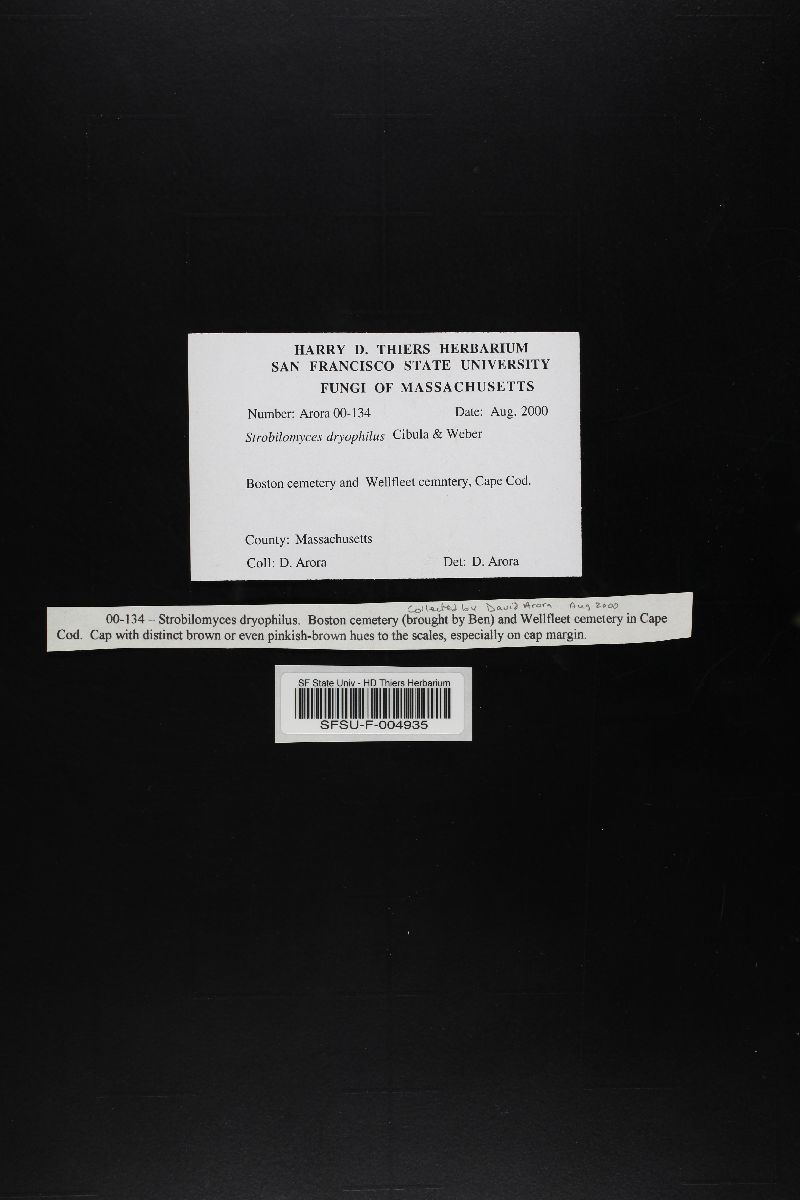 HARRY D. THIERS HERBARIUM
SAN FRANCISCO STATE UNIVERSITY
FUNGI OF MASSACHUSETTS
Number: Arora 00-134 Date: Aug, 2000
Strobilomyces dryophilus Cibula & Weber
Boston cemetery and Wellfleet cemntery, Cape Cod.
County: Massachusetts
Coll: D. Arora Det: D. Arora
Collected by David Arora Aug 2000
00-134 – Strobilomyces dryophilus. Boston cemetery (brought by Ben) and Wellfleet cemetery in Cape
Cod. Cap with distinct brown or even pinkish-brown hues to the scales, especially on cap margin.
SF State Univ - HD Thiers Herbarium
SFSU-F-004935